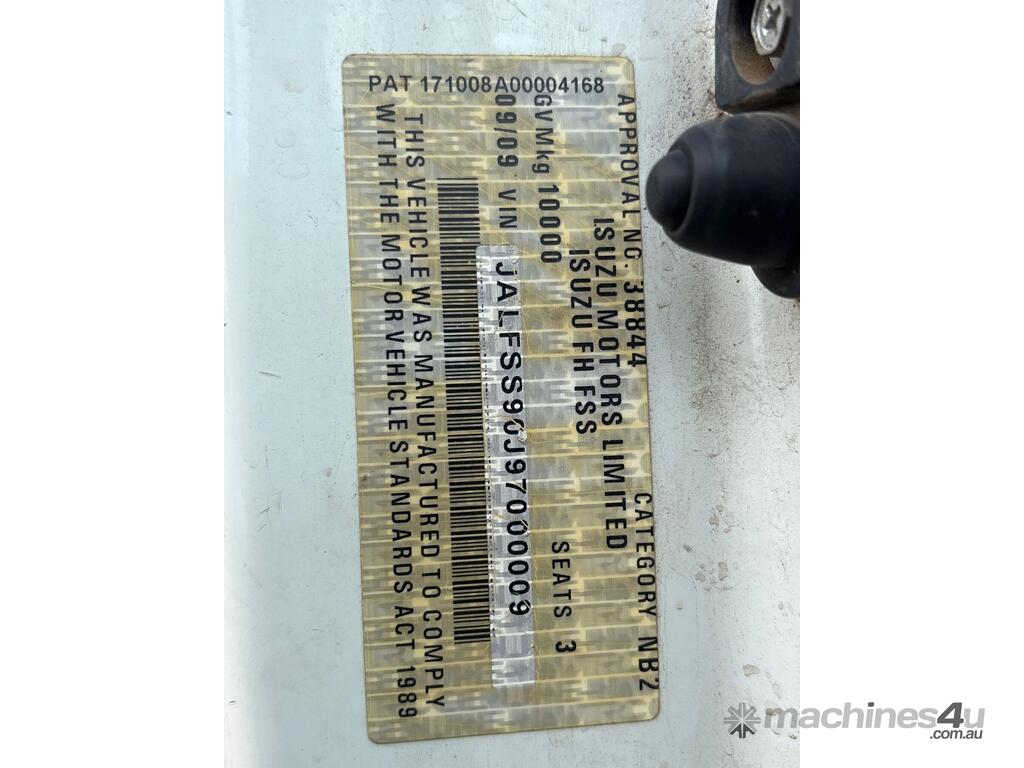 APPROVAL NO. 38844 CATEGORY NB2
ISUZU MOTORS LIMITED
ISUZU FH FSS
GVMkg 10000 SEATS 3
09/09 VIN JALFSS90J97000009
THIS VEHICLE WAS MANUFACTURED TO COMPLY
WITH THE MOTOR VEHICLE STANDARDS ACT 1989
PAT 171008A00004168
machines4u
.com.au